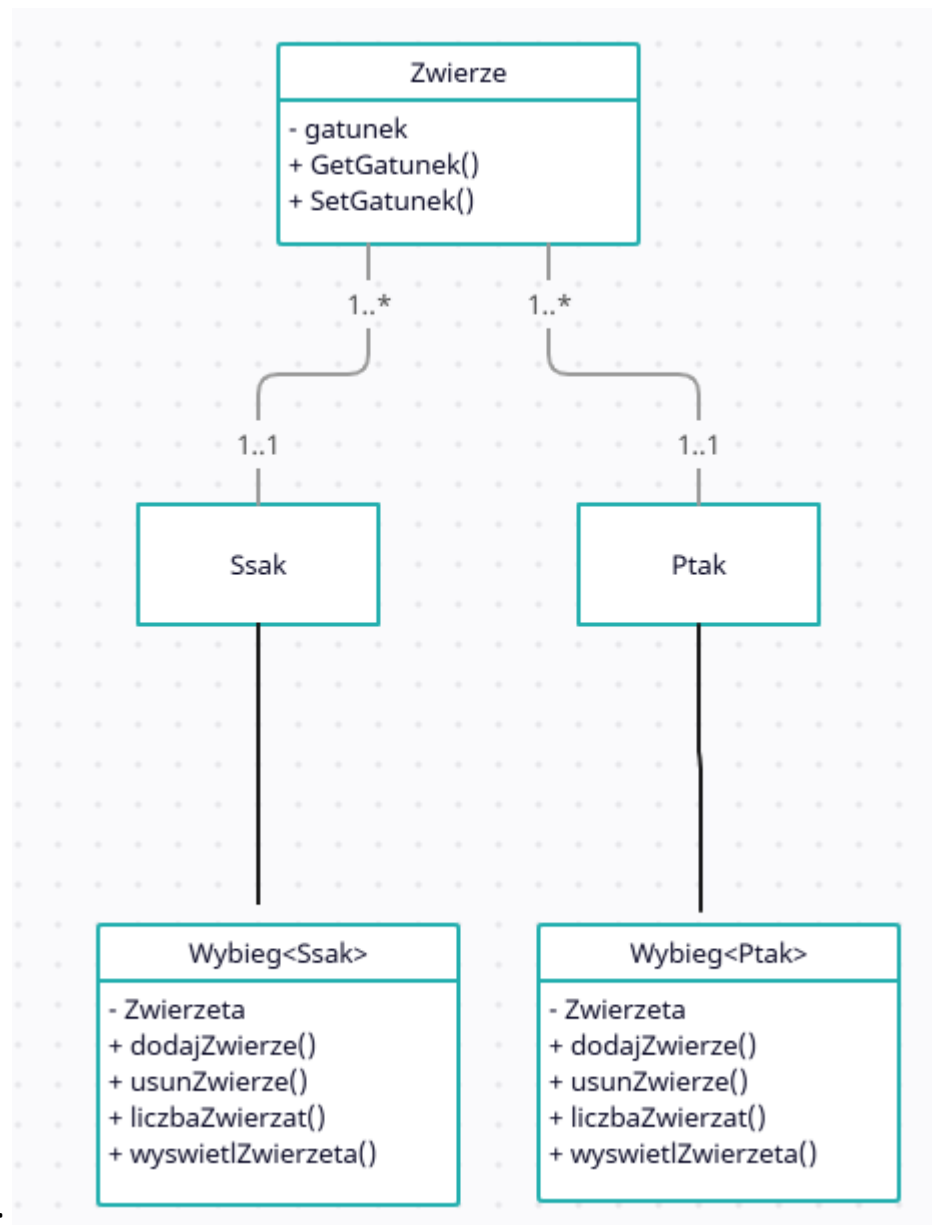 Zwierze
- gatunek
+ GetGatunek()
+ SetGatunek()
1..*
1..*
1..1
1..1
Ssak
Ptak
Wybieg<Ssak>
- Zwierzeta
+ dodajZwierze()
+ usunZwierze()
+ liczbaZwierzat()
+ wyswietlZwierzeta()
Wybieg<Ptak>
- Zwierzeta
+ dodajZwierze()
+ usunZwierze()
+ liczbaZwierzat()
+ wyswietlZwierzeta()
.